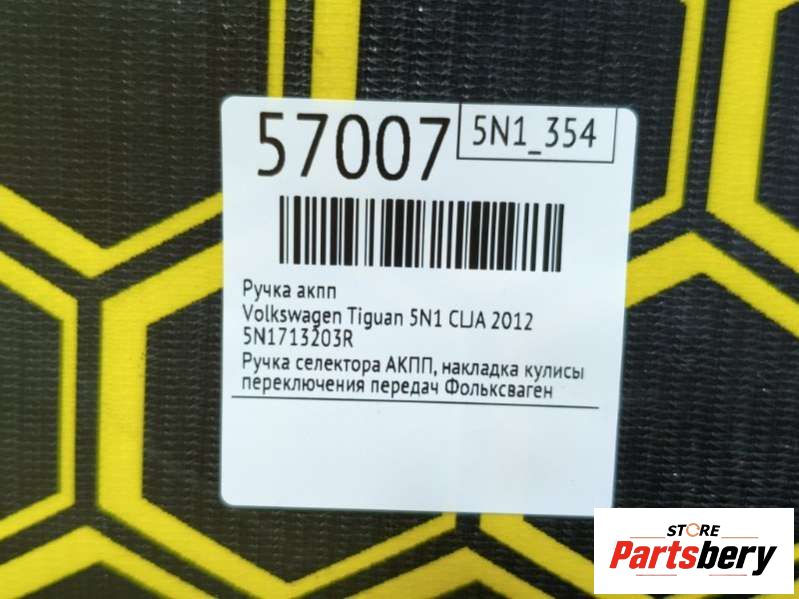 57007
5N1_354
Ручка акпп
Volkswagen Tiguan 5N1 CLJA 2012
5N1713203R
Ручка селектора АКПП, накладка кулисы
переключения передач Фольксваген
STORE
Partsbery